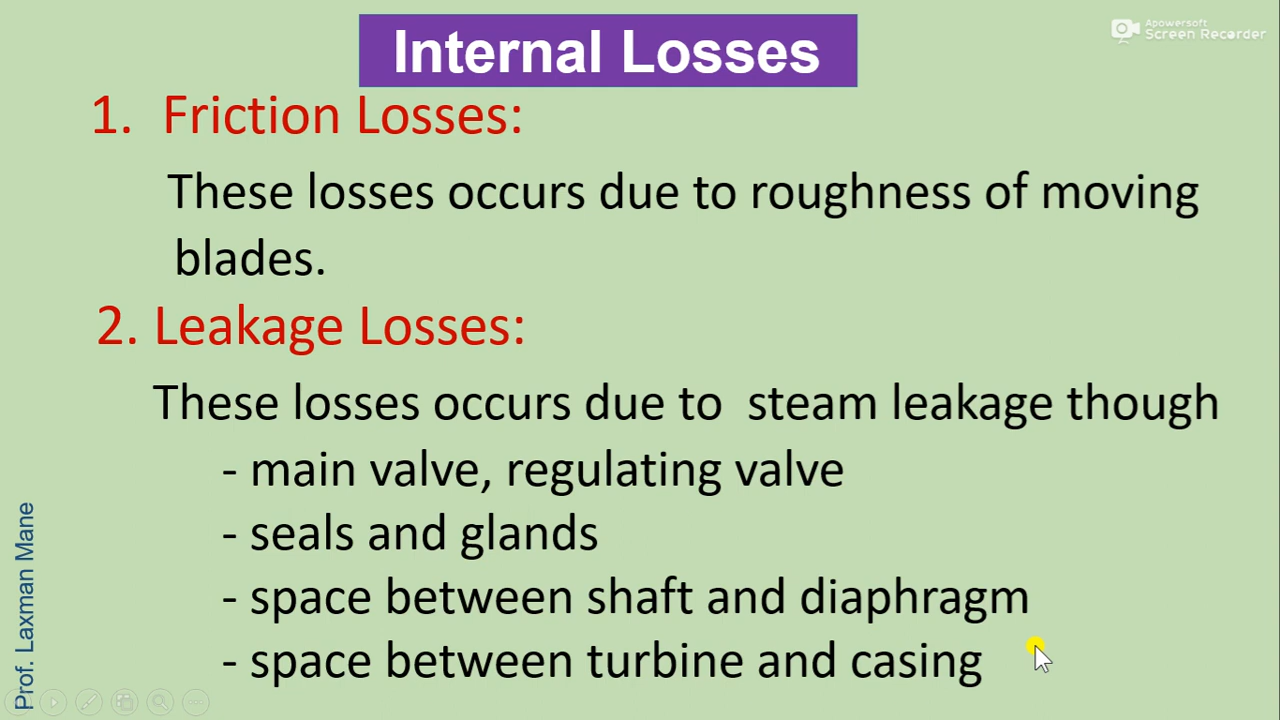 Internal Losses
Apowersoft
Screen Recorder
1. Friction Losses:
These losses occurs due to roughness of moving
blades.
2. Leakage Losses:
These losses occurs due to steam leakage though
- main valve, regulating valve
- seals and glands
- space between shaft and diaphragm
- space between turbine and casing
Prof. Laxman Mane